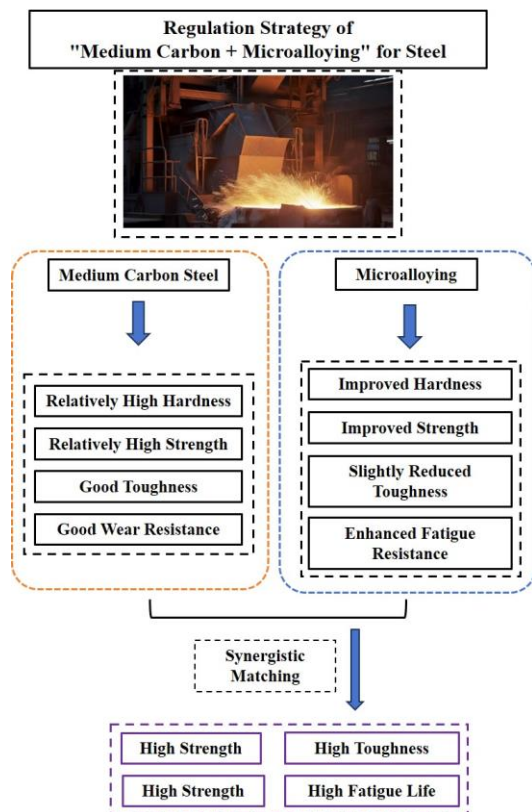 Regulation Strategy of
"Medium Carbon + Microalloying" for Steel
Medium Carbon Steel
Relatively High Hardness
Relatively High Strength
Good Toughness
Good Wear Resistance
Microalloying
Improved Hardness
Improved Strength
Slightly Reduced
Toughness
Enhanced Fatigue
Resistance
Synergistic
Matching
High Strength
High Toughness
High Strength
High Fatigue Life